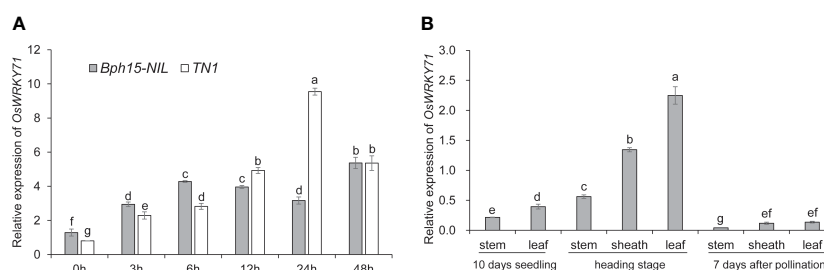 A
Relative expression of OsWRKY71
12
10
8
6
4
2
0
Bph15-NIL TN1
f g d e c d c b d a b b
0h 3h 6h 12h 24h 48h
B
Relative expression of OsWRKY71
3.0
2.5
2.0
1.5
1.0
0.5
0.0
e d c b a g ef ef
stem leaf stem sheath leaf stem sheath leaf
10 days seedling heading stage 7 days after pollination